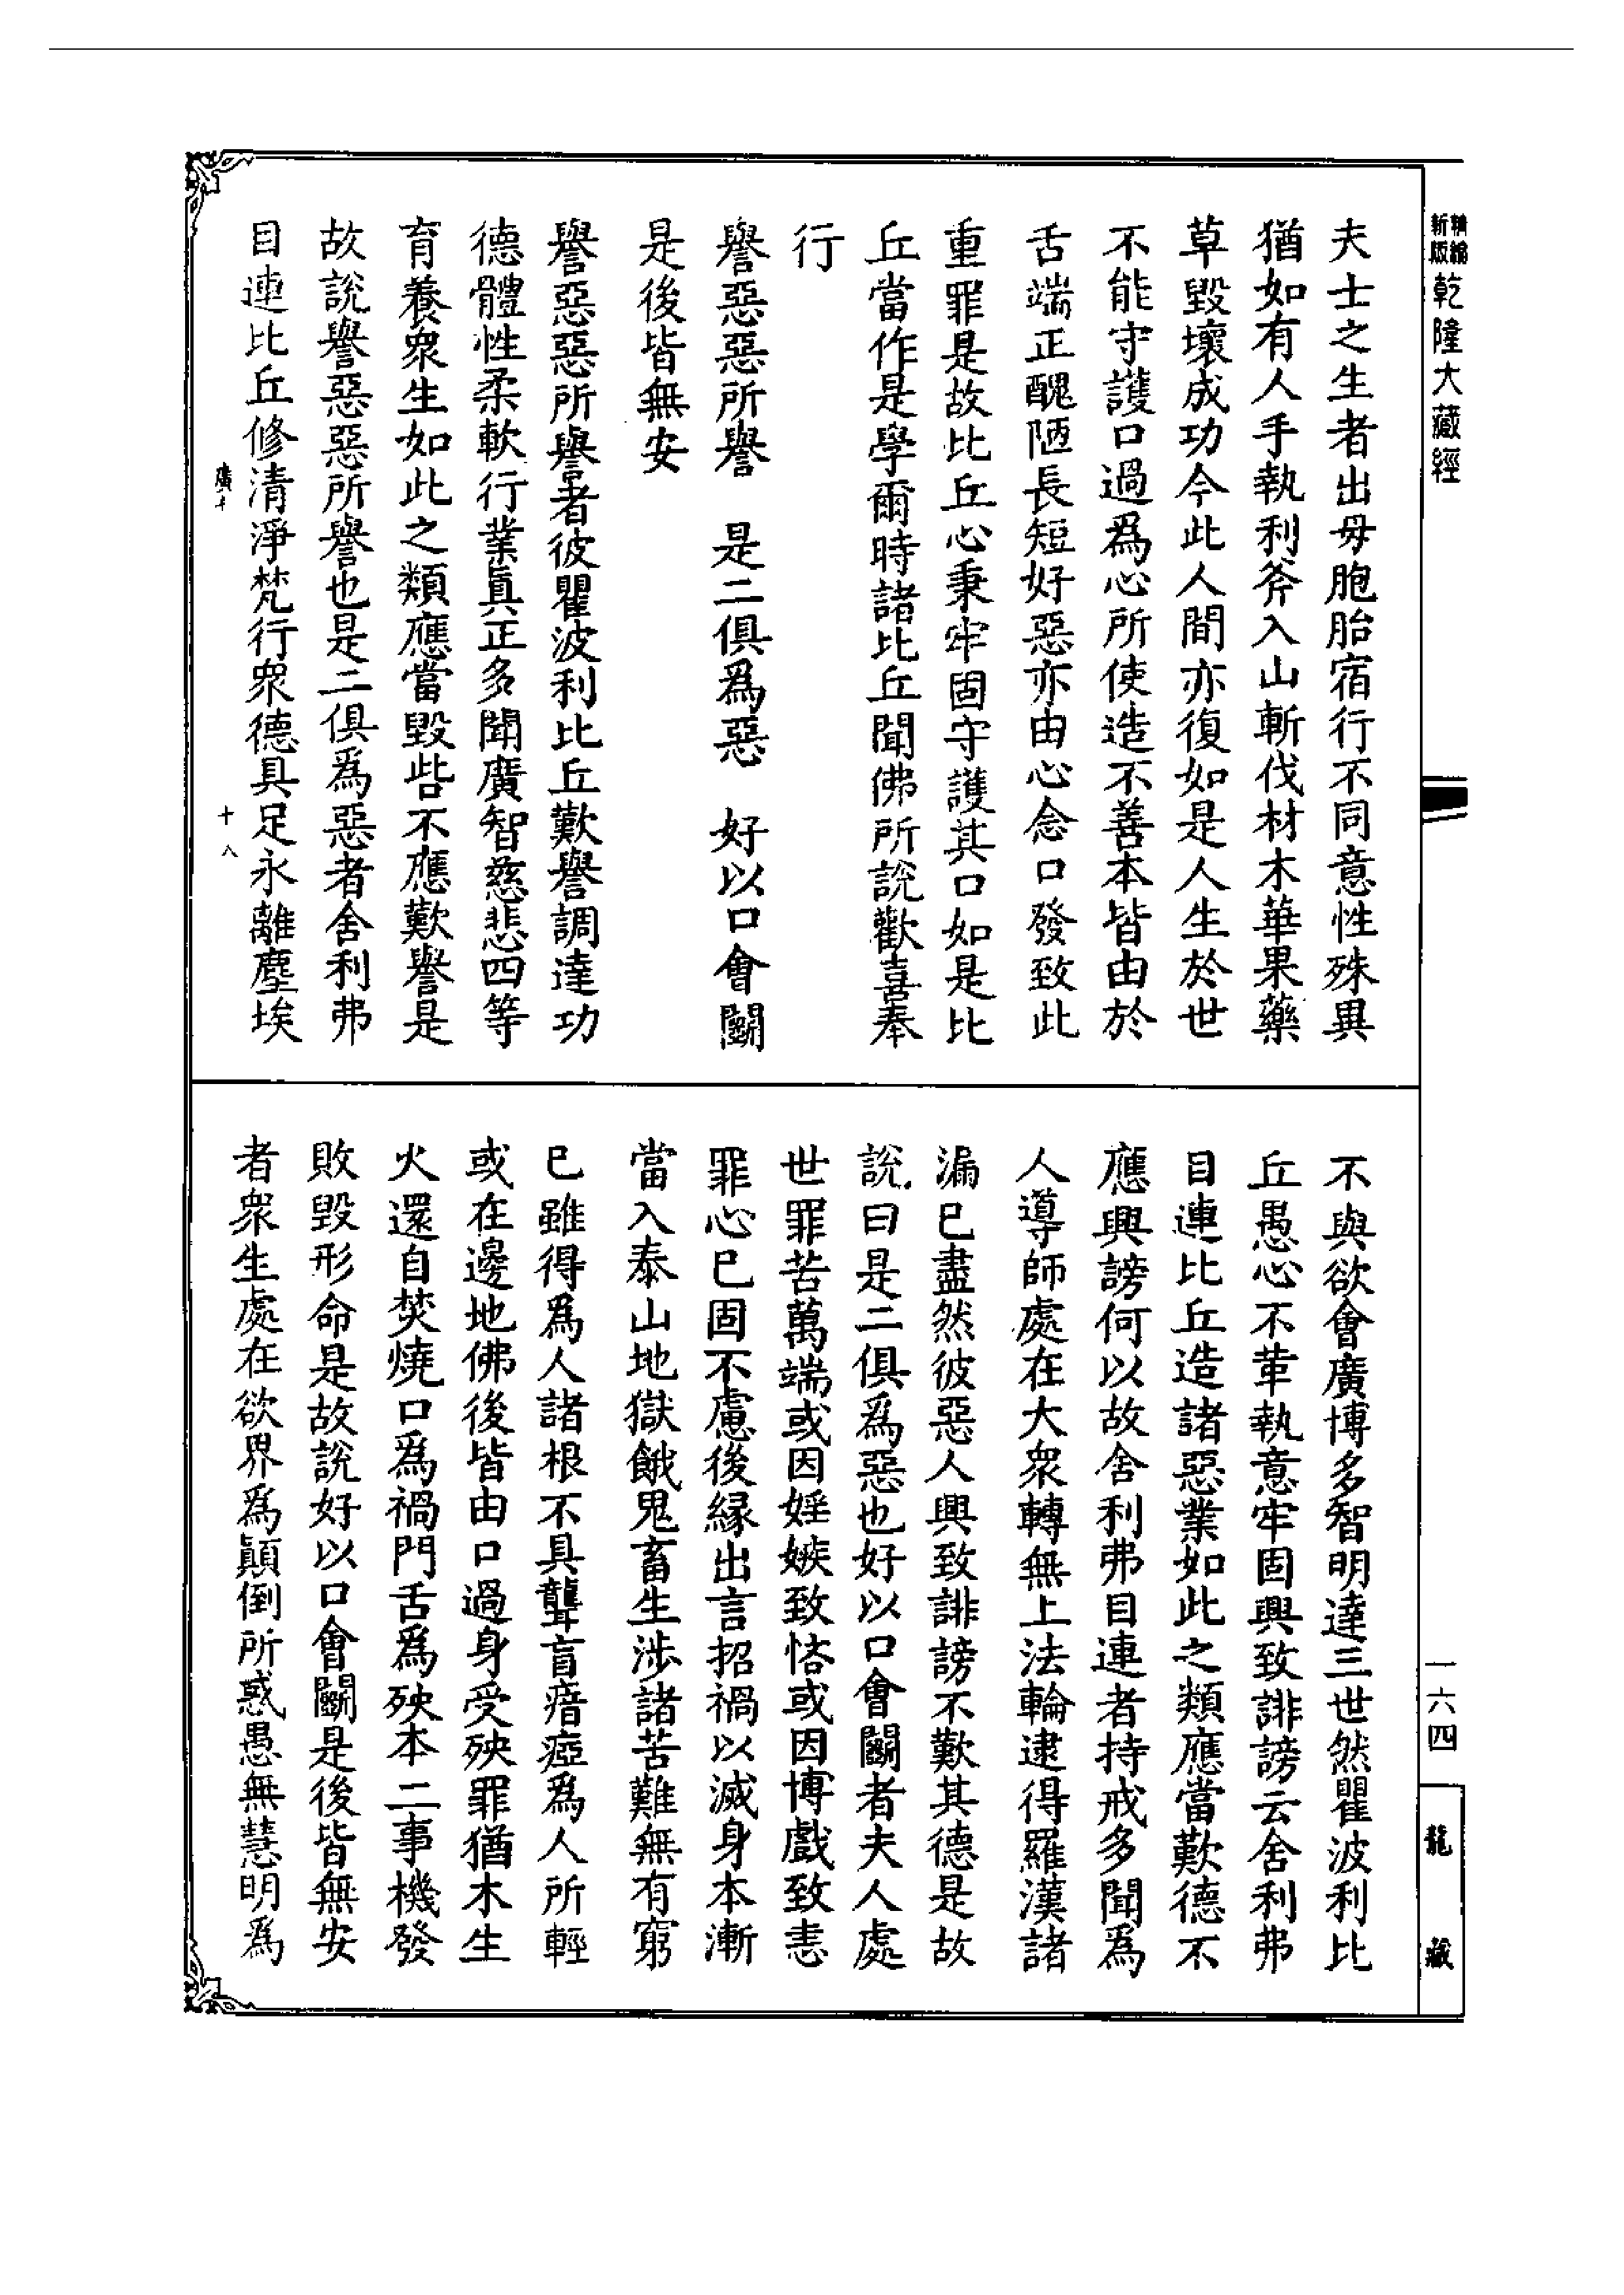 新版精編乾隆大藏經
夫士之生者出毋胞胎宿行不同意性殊異
猶如有人手執利斧入山斬伐材木華果藥
草毀壞成功今此人間亦復如是人生於世
不能守護口過爲心所使造不善本皆由於
舌端正醜陋長短好惡亦由心念口發致此
重罪是故比丘心秉牢固守護其口如是比
丘當作是學爾時諸比丘聞佛所說歡喜奉
行
譽惡惡所譽 是二俱爲惡 好以口會鬬
是後皆無安
譽惡惡所譽者彼瞿波利比丘歎譽調達功
德體性柔軟行業眞正多聞廣智慈悲四等
育養衆生如此之類應當毀呰不應歎譽是
故說譽惡惡所譽也是二俱爲惡者舍利弗
目連比丘修清淨梵行衆德具足永離塵埃
十八
不與欲會廣博多智明達三世然瞿波利比
丘愚心不革執意牢固興致誹謗云舍利弗
目連比丘造諸惡業如此之類應當歎德不
應興謗何以故舍利弗目連者持戒多聞爲
人導師處在大衆轉無上法輪逮得羅漢諸
漏已盡然彼惡人興致誹謗不歎其德是故
說曰是二俱爲惡也好以口會鬬者夫人處
世罪苦萬端或因婬嫉致悋或因博戲致恚
罪心已固不慮後緣出言招禍以滅身本漸
當入泰山地獄餓鬼畜生涉諸苦難無有窮
已雖得爲人諸根不具聾盲瘖瘂爲人所輕
或在邊地佛後皆由口過身受殃罪猶木生
火還自焚燒口爲禍門舌爲殃本二事機發
敗毀形命是故說好以口會鬬是後皆無安
者衆生處在欲界爲顛倒所惑愚無慧明爲
一六四
龍藏